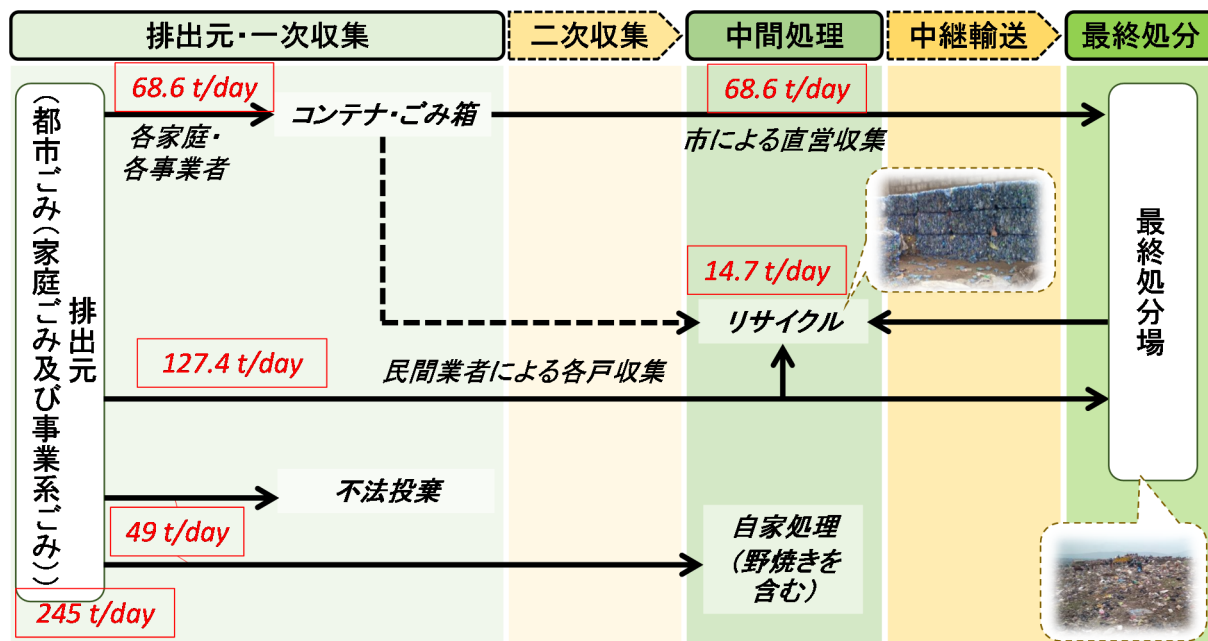 排出元・一次収集
二次収集
中間処理
中継輸送
最終処分
68.6 t/day
コンテナ・ごみ箱
各家庭・
各事業者
68.6 t/day
市による直営収集
排出元
(都市ごみ(家庭ごみ及び事業系ごみ))
最終処分場
14.7 t/day
リサイクル
127.4 t/day
民間業者による各戸収集
不法投棄
49 t/day
自家処理
(野焼きを
含む)
245 t/day